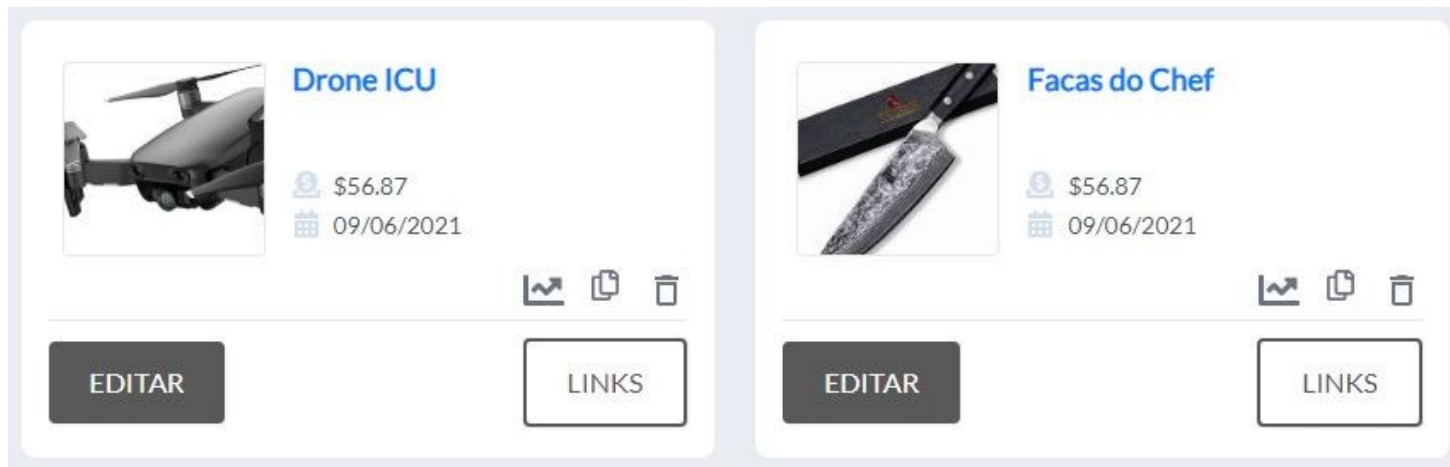 Drone ICU
$56.87
09/06/2021
EDITAR
LINKS
Facas do Chef
$56.87
09/06/2021
EDITAR
LINKS